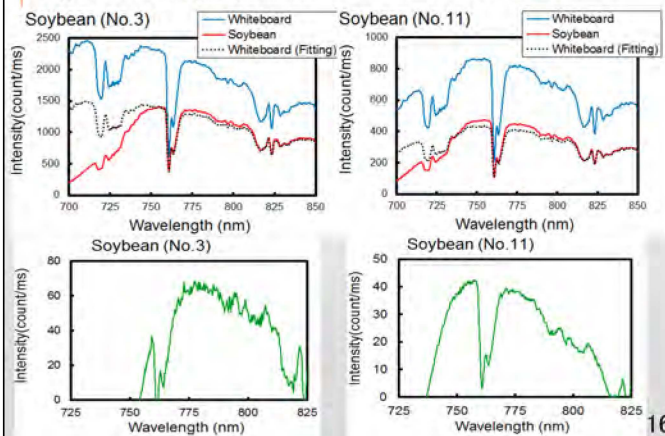 Soybean (No.3)
Whiteboard
Soybean
Whiteboard (Fitting)
Intensity(count/ms)
2500
2000
1500
1000
500
0
700 725 750 775 800 825 850
Wavelength (nm)
Soybean (No.11)
Whiteboard
Soybean
Whiteboard (Fitting)
Intensity(count/ms)
1000
800
600
400
200
0
700 725 750 775 800 825 850
Wavelength (nm)
Soybean (No.3)
Intensity(count/ms)
80
60
40
20
0
725 750 775 800 825
Wavelength (nm)
Soybean (No.11)
Intensity(count/ms)
50
40
30
20
10
0
725 750 775 800 825
Wavelength (nm)
16